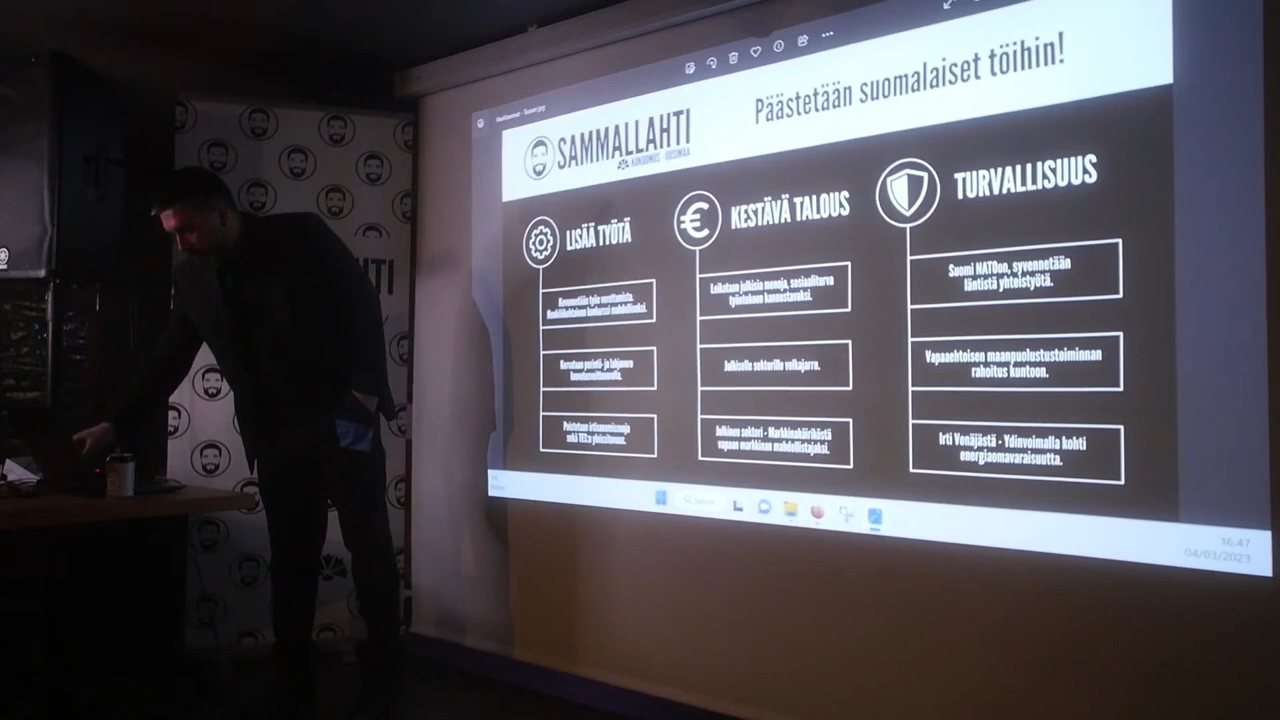 Päästetään suomalaiset töihin!
SAMMALLAHTI
KOKOOMUS UUSIMAA
LISÄÄ TYÖTÄ
KESTÄVÄ TALOUS
Leikataan julkisia menoja, sosiaaliturva
työntekoon kannustavaksi.
Julkiselle sektorille velkajarru.
Julkinen sektori - Markkinahäiriköstä
vapaan markkinan mahdollistajaksi.
TURVALLISUUS
Suomi NATOon, syvennetään
läntistä yhteistyötä.
Vapaaehtoisen maanpuolustustoiminnan
rahoitus kuntoon.
Irti Venäjästä - Ydinvoimalla kohti
energiaomavaraisuutta.
Search
16.47
04/03/2023